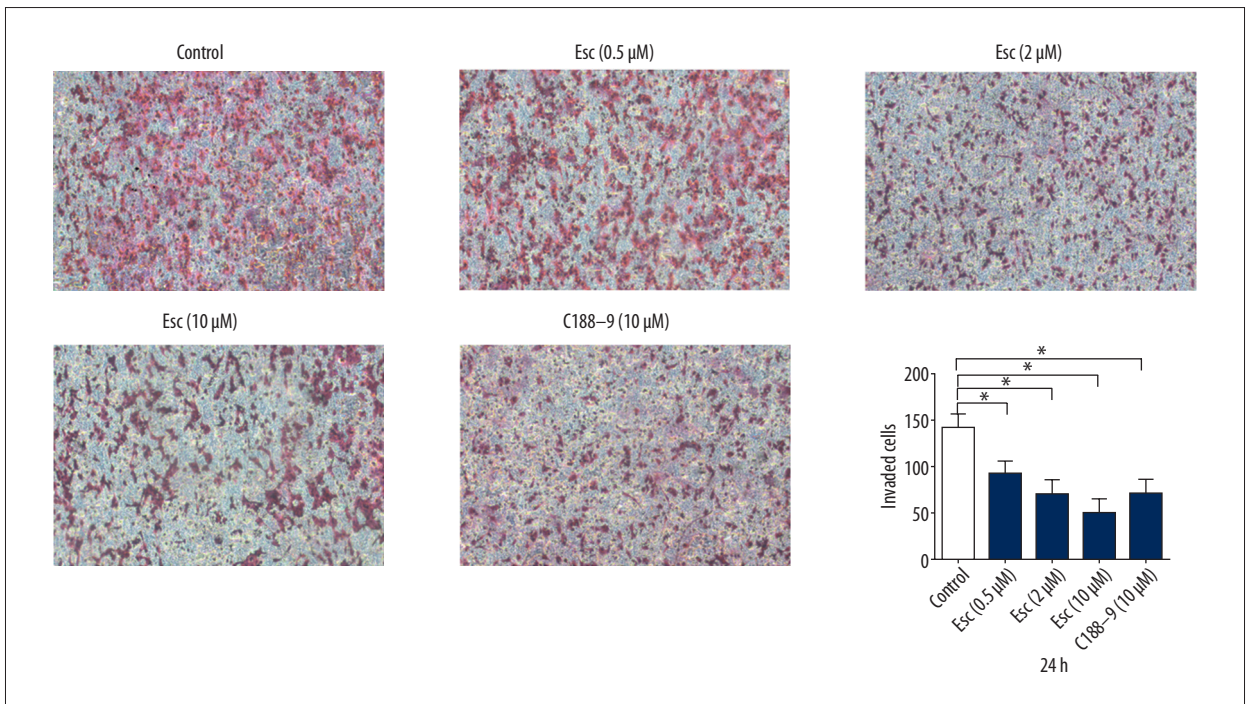 Control
Esc (0.5 µM)
Esc (2 µM)
Esc (10 µM)
C188–9 (10 µM)
*
*
*
*
200
150
100
50
0
Invaded cells
Control
Esc (0.5 µM)
Esc (2 µM)
Esc (10 µM)
C188–9 (10 µM)
24 h